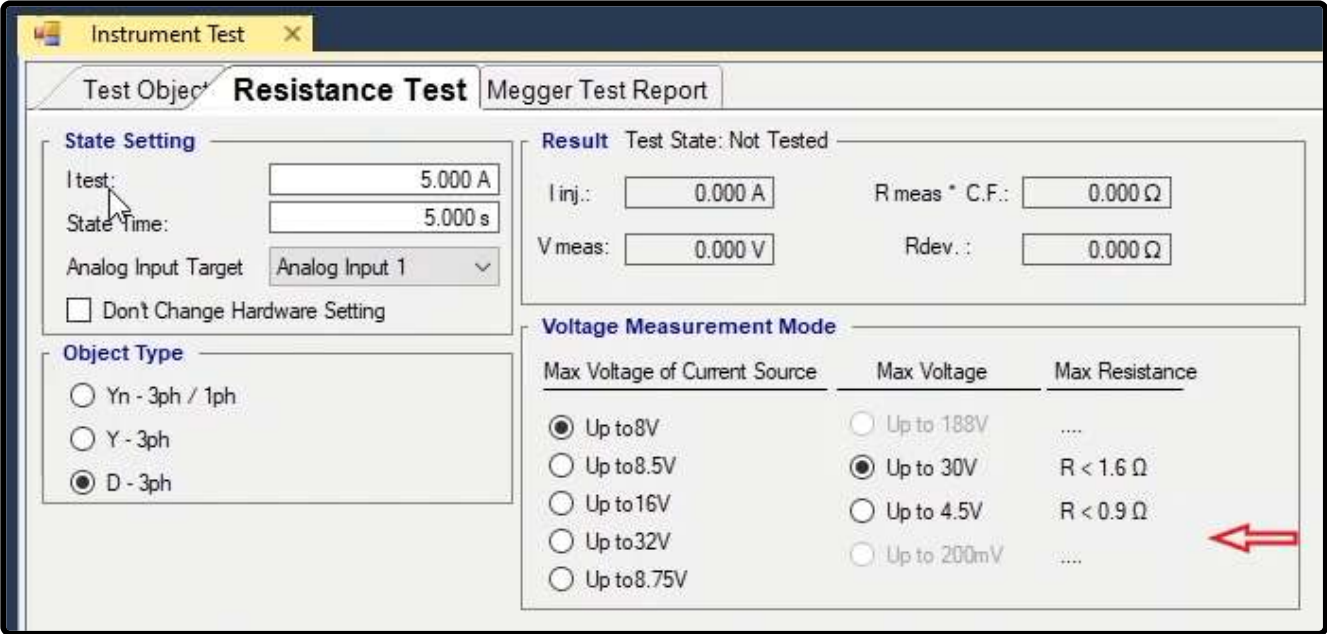 Instrument Test
Test Object Resistance Test Megger Test Report
State Setting
I test: 5.000 A
State Time: 5.000 s
Analog Input Target Analog Input 1
Don't Change Hardware Setting
Object Type
Yn - 3ph / 1ph
Y - 3ph
D - 3ph
Result Test State: Not Tested
I inj.: 0.000 A R meas * C.F.: 0.000 Ω
V meas: 0.000 V Rdev. : 0.000 Ω
Voltage Measurement Mode
Max Voltage of Current Source Max Voltage Max Resistance
Up to8V Up to 188V ....
Up to8.5V Up to 30V R < 1.6 Ω
Up to16V Up to 4.5V R < 0.9 Ω
Up to32V Up to 200mV ....
Up to8.75V